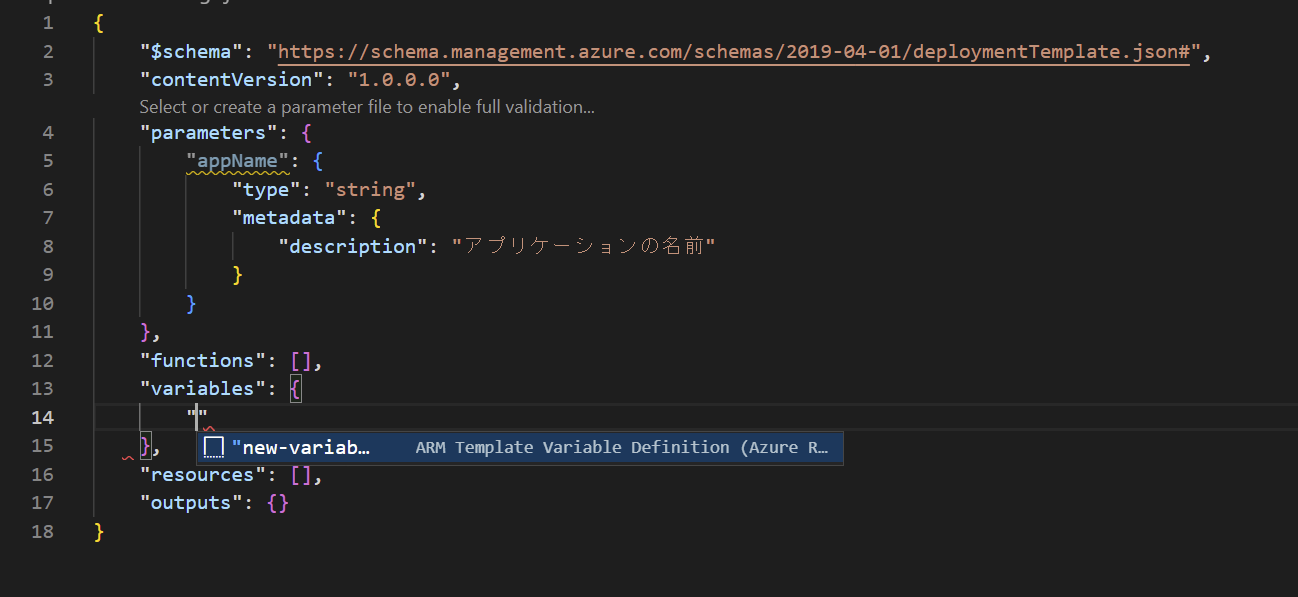 1 {
2 "$schema": "https://schema.management.azure.com/schemas/2019-04-01/deploymentTemplate.json#",
3 "contentVersion": "1.0.0.0",
Select or create a parameter file to enable full validation...
4 "parameters": {
5 "appName": {
6 "type": "string",
7 "metadata": {
8 "description": "アプリケーションの名前"
9 }
10 }
11 },
12 "functions": [],
13 "variables": {
14 ""
15 },
"new-variab… ARM Template Variable Definition (Azure R…
16 "resources": [],
17 "outputs": {}
18 }